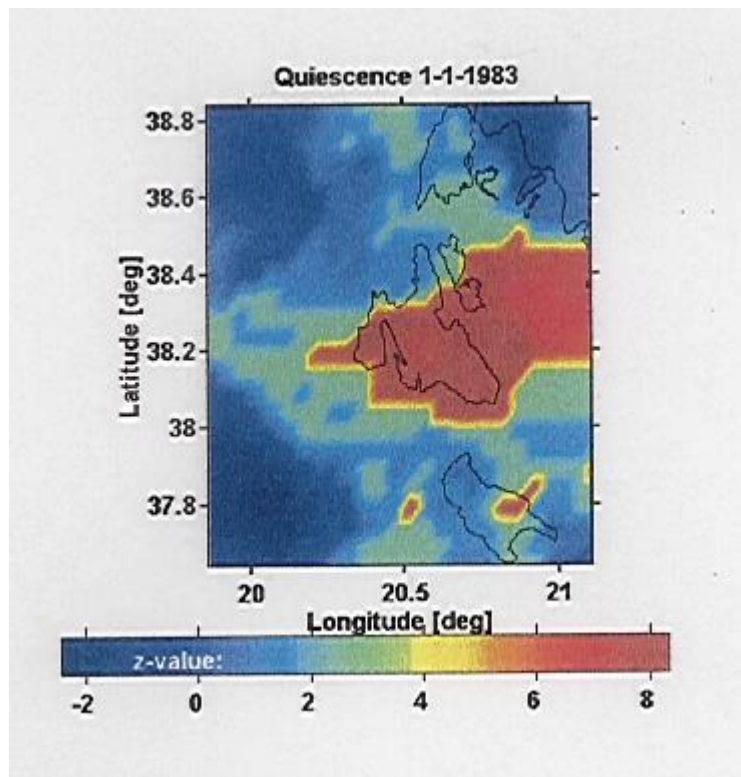 Quiescence 1-1-1983
38.8
38.6
38.4
38.2
38
37.8
Latitude [deg]
20 20.5 21
Longitude [deg]
z-value:
-2 0 2 4 6 8